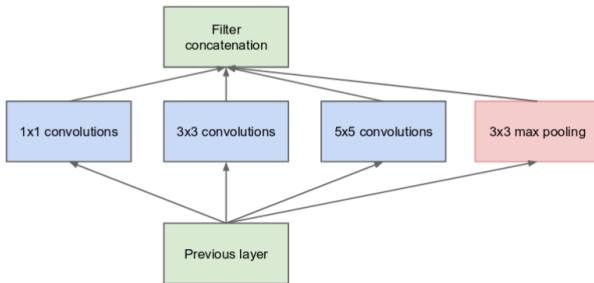 Filter
concatenation
1x1 convolutions
3x3 convolutions
5x5 convolutions
3x3 max pooling
Previous layer